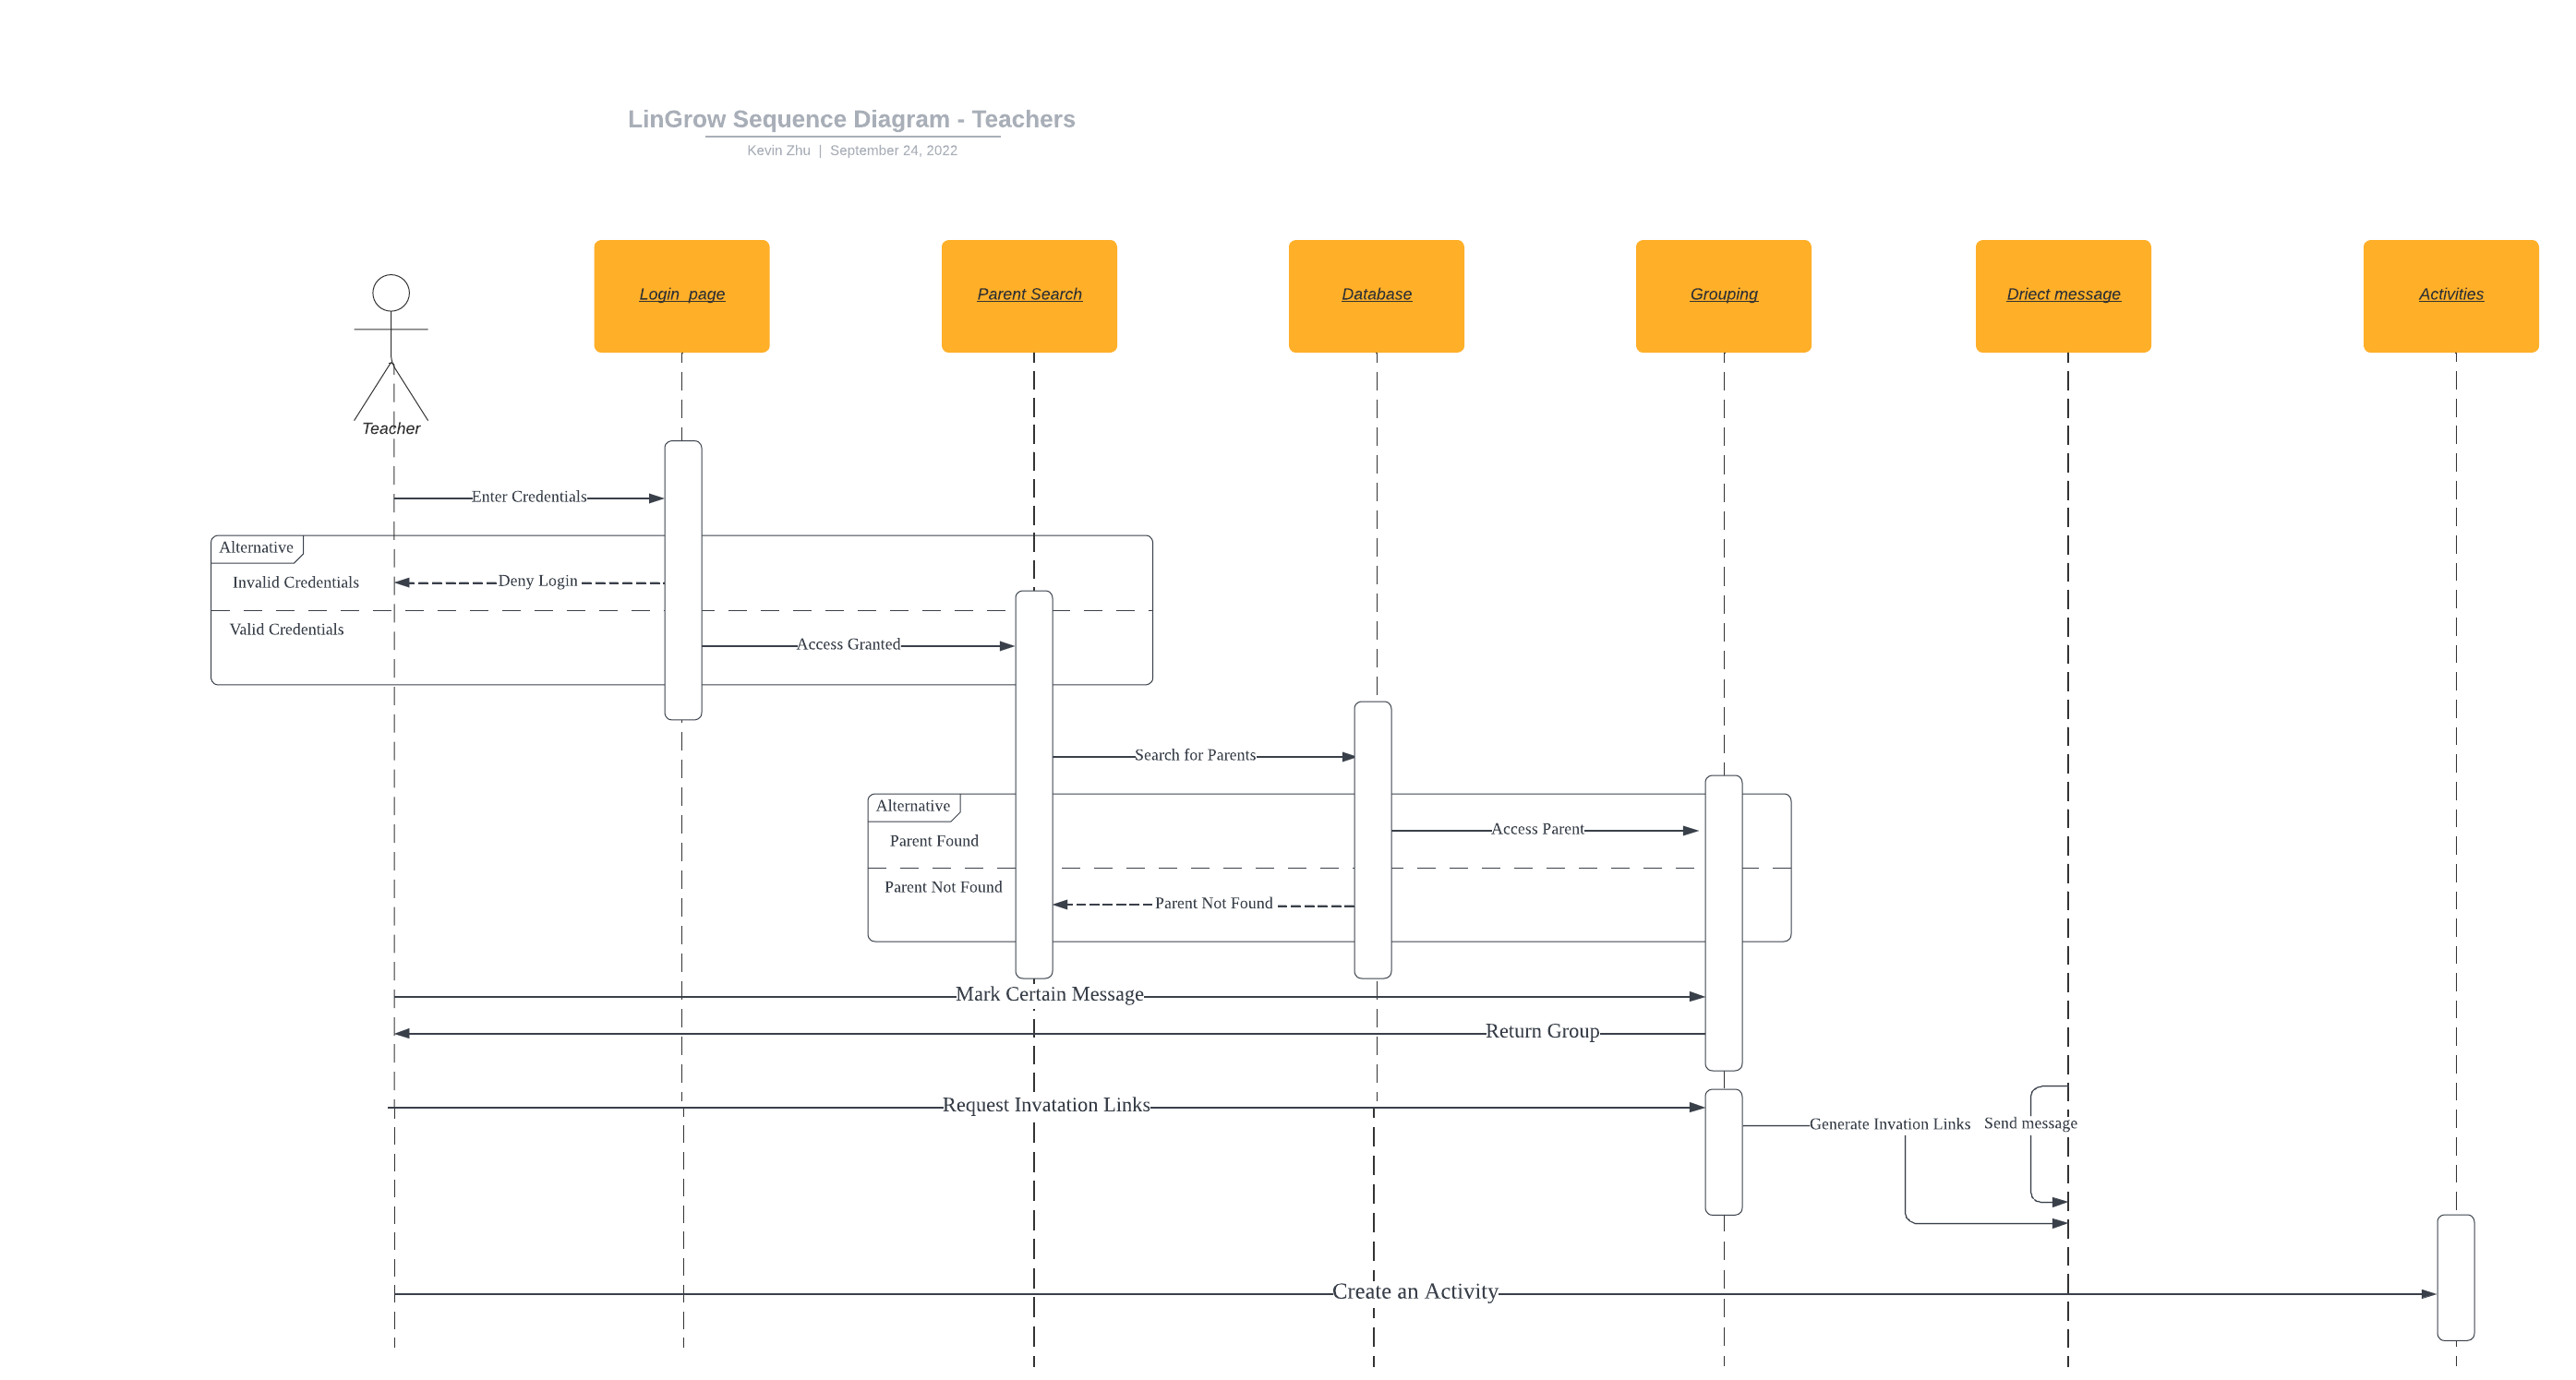 LinGrow Sequence Diagram - Teachers
Kevin Zhu | September 24, 2022
Login page
Parent Search
Database
Grouping
Driect message
Activities
Teacher
Enter Credentials
Alternative
Invalid Credentials
Deny Login
Valid Credentials
Access Granted
Search for Parents
Alternative
Access Parent
Parent Found
Parent Not Found
Parent Not Found
Mark Certain Message
Return Group
Request Invatation Links
Generate Invation Links
Send message
Create an Activity